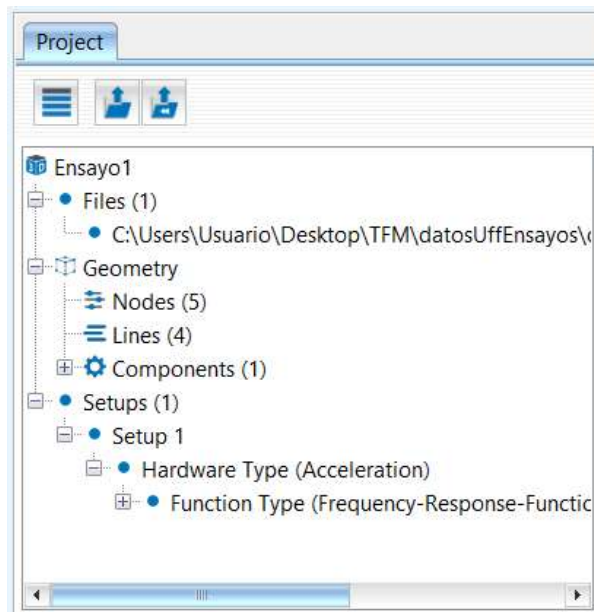 Project
Ensayo1
Files (1)
C:\Users\Usuario\Desktop\TFM\datosUffEnsayos\
Geometry
Nodes (5)
Lines (4)
Components (1)
Setups (1)
Setup 1
Hardware Type (Acceleration)
Function Type (Frequency-Response-Functic